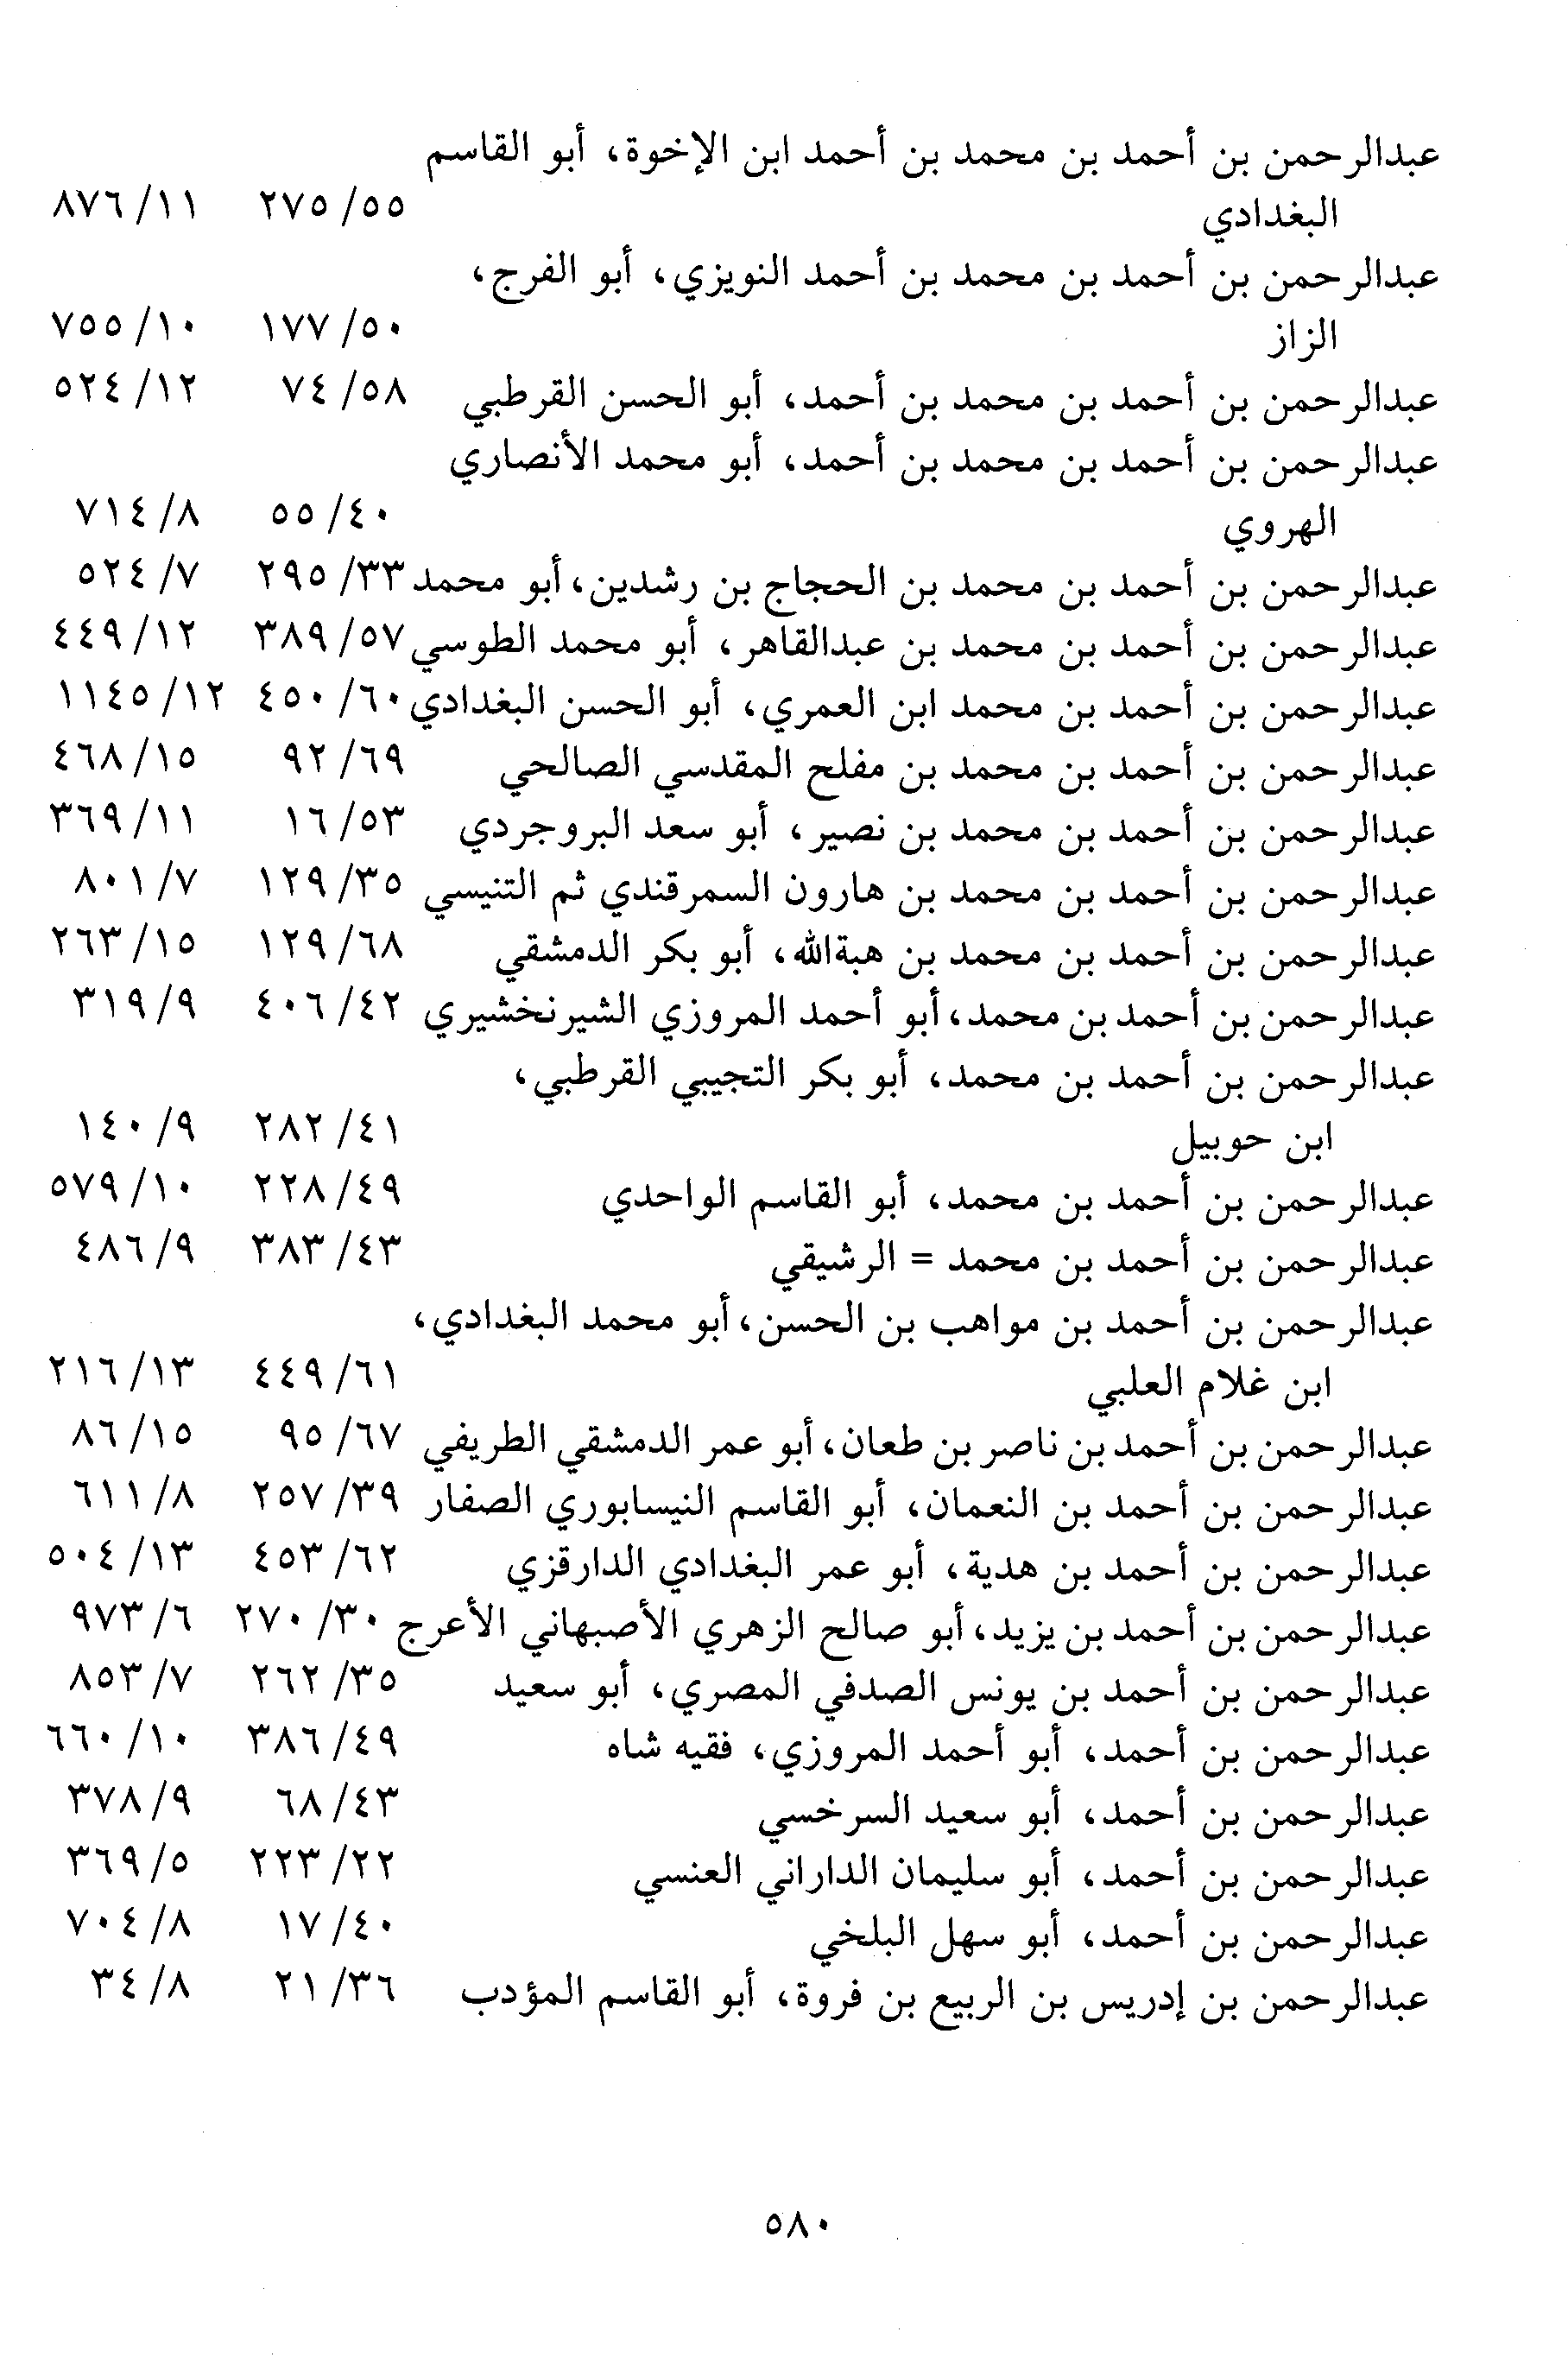 عبدالرحمن بن أحمد بن محمد بن أحمد ابن الإخوة، أبو القاسم
البغدادي ٥٥/ ٢٧٥ ١١/ ٨٧٦
عبدالرحمن بن أحمد بن محمد بن أحمد النويزي، أبو الفرج،
الزاز ٥٠/ ١٧٧ ١٠/ ٧٥٥
عبدالرحمن بن أحمد بن محمد بن أحمد، أبو الحسن القرطبي ٥٨/ ٧٤ ١٢/ ٥٢٤
عبدالرحمن بن أحمد بن محمد بن أحمد، أبو محمد الأنصاري
الهروي ٤٠/ ٥٥ ٨/ ٧١٤
عبدالرحمن بن أحمد بن محمد بن الحجاج بن رشدين، أبو محمد ٣٣/ ٢٩٥ ٧/ ٥٢٤
عبدالرحمن بن أحمد بن محمد بن عبدالقاهر، أبو محمد الطوسي ٥٧/ ٣٨٩ ١٢/ ٤٤٩
عبدالرحمن بن أحمد بن محمد ابن العمري، أبو الحسن البغدادي ٦٠/ ٤٥٠ ١٢/ ١١٤٥
عبدالرحمن بن أحمد بن محمد بن مفلح المقدسي الصالحي ٦٩/ ٩٢ ١٥/ ٤٦٨
عبدالرحمن بن أحمد بن محمد بن نصير، أبو سعد البروجردي ٥٣/ ١٦ ١١/ ٣٦٩
عبدالرحمن بن أحمد بن محمد بن هارون السمرقندي ثم التنيسي ٣٥/ ١٢٩ ٧/ ٨٠١
عبدالرحمن بن أحمد بن محمد بن هبةالله، أبو بكر الدمشقي ٦٨/ ١٢٩ ١٥/ ٢٦٣
عبدالرحمن بن أحمد بن محمد، أبو أحمد المروزي الشيرنخشيري ٤٢/ ٤٠٦ ٩/ ٣١٩
عبدالرحمن بن أحمد بن محمد، أبو بكر التجيبي القرطبي،
ابن حوبيل ٤١/ ٢٨٢ ٩/ ١٤٠
عبدالرحمن بن أحمد بن محمد، أبو القاسم الواحدي ٤٩/ ٢٢٨ ١٠/ ٥٧٩
عبدالرحمن بن أحمد بن محمد = الرشيقي ٤٣/ ٣٨٣ ٩/ ٤٨٦
عبدالرحمن بن أحمد بن مواهب بن الحسن، أبو محمد البغدادي،
ابن غلام العلبي ٦١/ ٤٤٩ ١٣/ ٢١٦
عبدالرحمن بن أحمد بن ناصر بن طعان، أبو عمر الدمشقي الطريفي ٦٧/ ٩٥ ١٥/ ٨٦
عبدالرحمن بن أحمد بن النعمان، أبو القاسم النيسابوري الصفار ٣٩/ ٢٥٧ ٨/ ٦١١
عبدالرحمن بن أحمد بن هدية، أبو عمر البغدادي الدارقزي ٦٢/ ٤٥٣ ١٣/ ٥٠٤
عبدالرحمن بن أحمد بن يزيد، أبو صالح الزهري الأصبهاني الأعرج ٣٠/ ٢٧٠ ٦/ ٩٧٣
عبدالرحمن بن أحمد بن يونس الصدفي المصري، أبو سعيد ٣٥/ ٢٦٢ ٧/ ٨٥٣
عبدالرحمن بن أحمد، أبو أحمد المروزي، فقيه شاه ٤٩/ ٣٨٦ ١٠/ ٦٦٠
عبدالرحمن بن أحمد، أبو سعيد السرخسي ٤٣/ ٦٨ ٩/ ٣٧٨
عبدالرحمن بن أحمد، أبو سليمان الداراني العنسي ٢٢/ ٢٢٣ ٥/ ٣٦٩
عبدالرحمن بن أحمد، أبو سهل البلخي ٤٠/ ١٧ ٨/ ٧٠٤
عبدالرحمن بن إدريس بن الربيع بن فروة، أبو القاسم المؤدب ٣٦/ ٢١ ٨/ ٣٤
٥٨٠